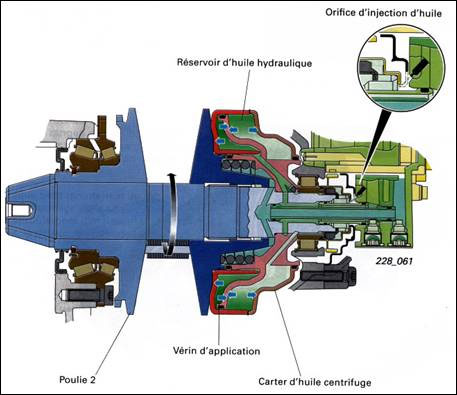 Orifice d'injection d'huile
Réservoir d'huile hydraulique
228_061
Vérin d'application
Poulie 2
Carter d'huile centrifuge